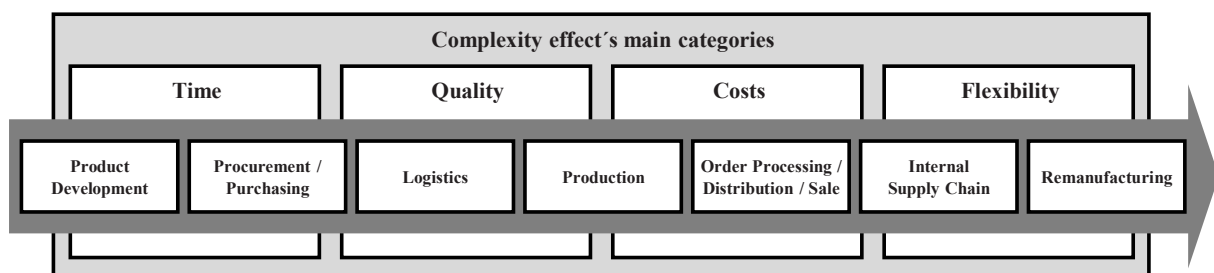 Complexity effect´s main categories
Time
Quality
Costs
Flexibility
Product
Development
Procurement /
Purchasing
Logistics
Production
Order Processing /
Distribution / Sale
Internal
Supply Chain
Remanufacturing